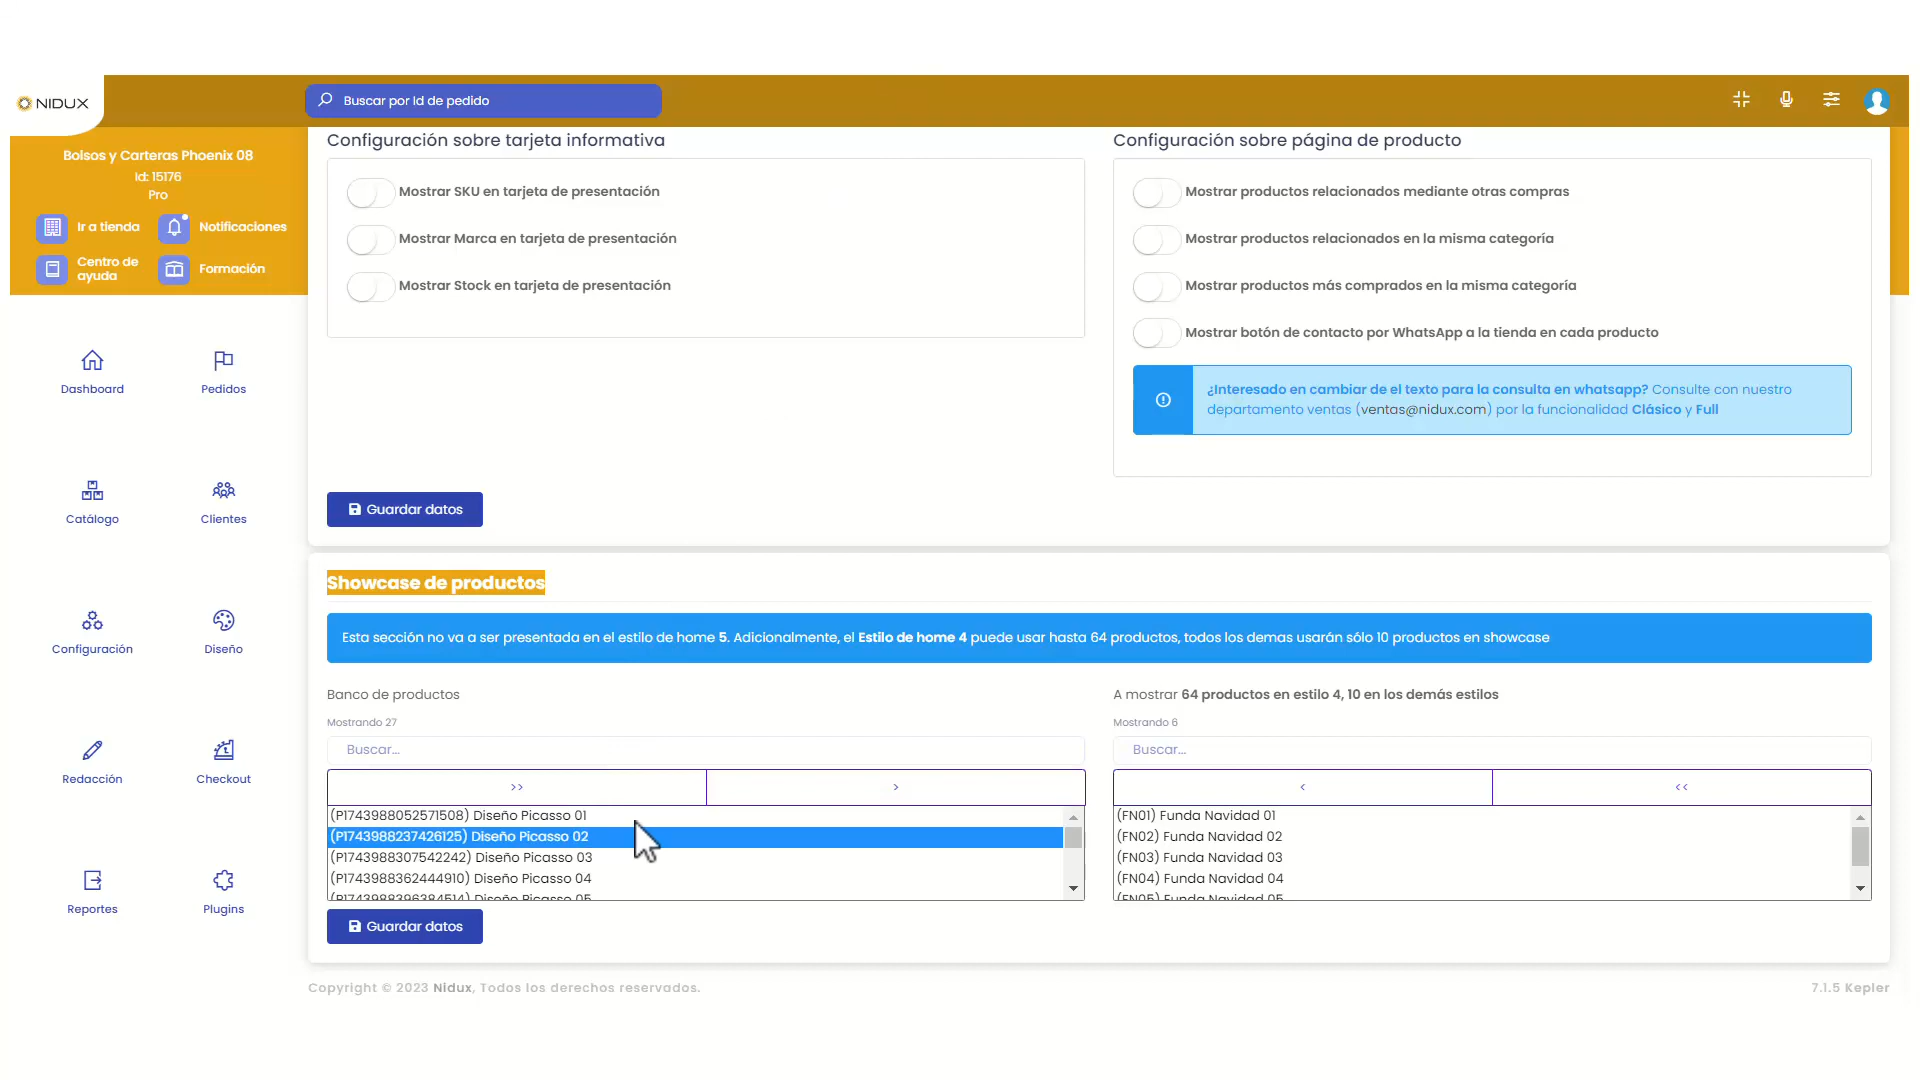 NIDUX
Buscar por Id de pedido
Bolsos y Carteras Phoenix 08
Id: 15176
Pro
Ir a tienda
Notificaciones
Centro de
ayuda
Formación
Dashboard
Pedidos
Catálogo
Clientes
Configuración
Diseño
Redacción
Checkout
Reportes
Plugins
Configuración sobre tarjeta informativa
Mostrar SKU en tarjeta de presentación
Mostrar Marca en tarjeta de presentación
Mostrar Stock en tarjeta de presentación
Configuración sobre página de producto
Mostrar productos relacionados mediante otras compras
Mostrar productos relacionados en la misma categoría
Mostrar productos más comprados en la misma categoría
Mostrar botón de contacto por WhatsApp a la tienda en cada producto
¿Interesado en cambiar de el texto para la consulta en whatsapp? Consulte con nuestro
departamento ventas (ventas@nidux.com) por la funcionalidad Clásico y Full
Guardar datos
Showcase de productos
Esta sección no va a ser presentada en el estilo de home 5. Adicionalmente, el Estilo de home 4 puede usar hasta 64 productos, todos los demas usarán sólo 10 productos en showcase
Banco de productos
Mostrando 27
Buscar...
>>
>
(P1743988052571508) Diseño Picasso 01
(P1743988237426125) Diseño Picasso 02
(P1743988307542242) Diseño Picasso 03
(P1743988362444910) Diseño Picasso 04
(P1743988396384514) Diseño Picasso 05
A mostrar 64 productos en estilo 4, 10 en los demás estilos
Mostrando 6
Buscar...
<
<<
(FN01) Funda Navidad 01
(FN02) Funda Navidad 02
(FN03) Funda Navidad 03
(FN04) Funda Navidad 04
(FN05) Funda Navidad 05
Guardar datos
Copyright © 2023 Nidux, Todos los derechos reservados.
7.1.5 Kepler